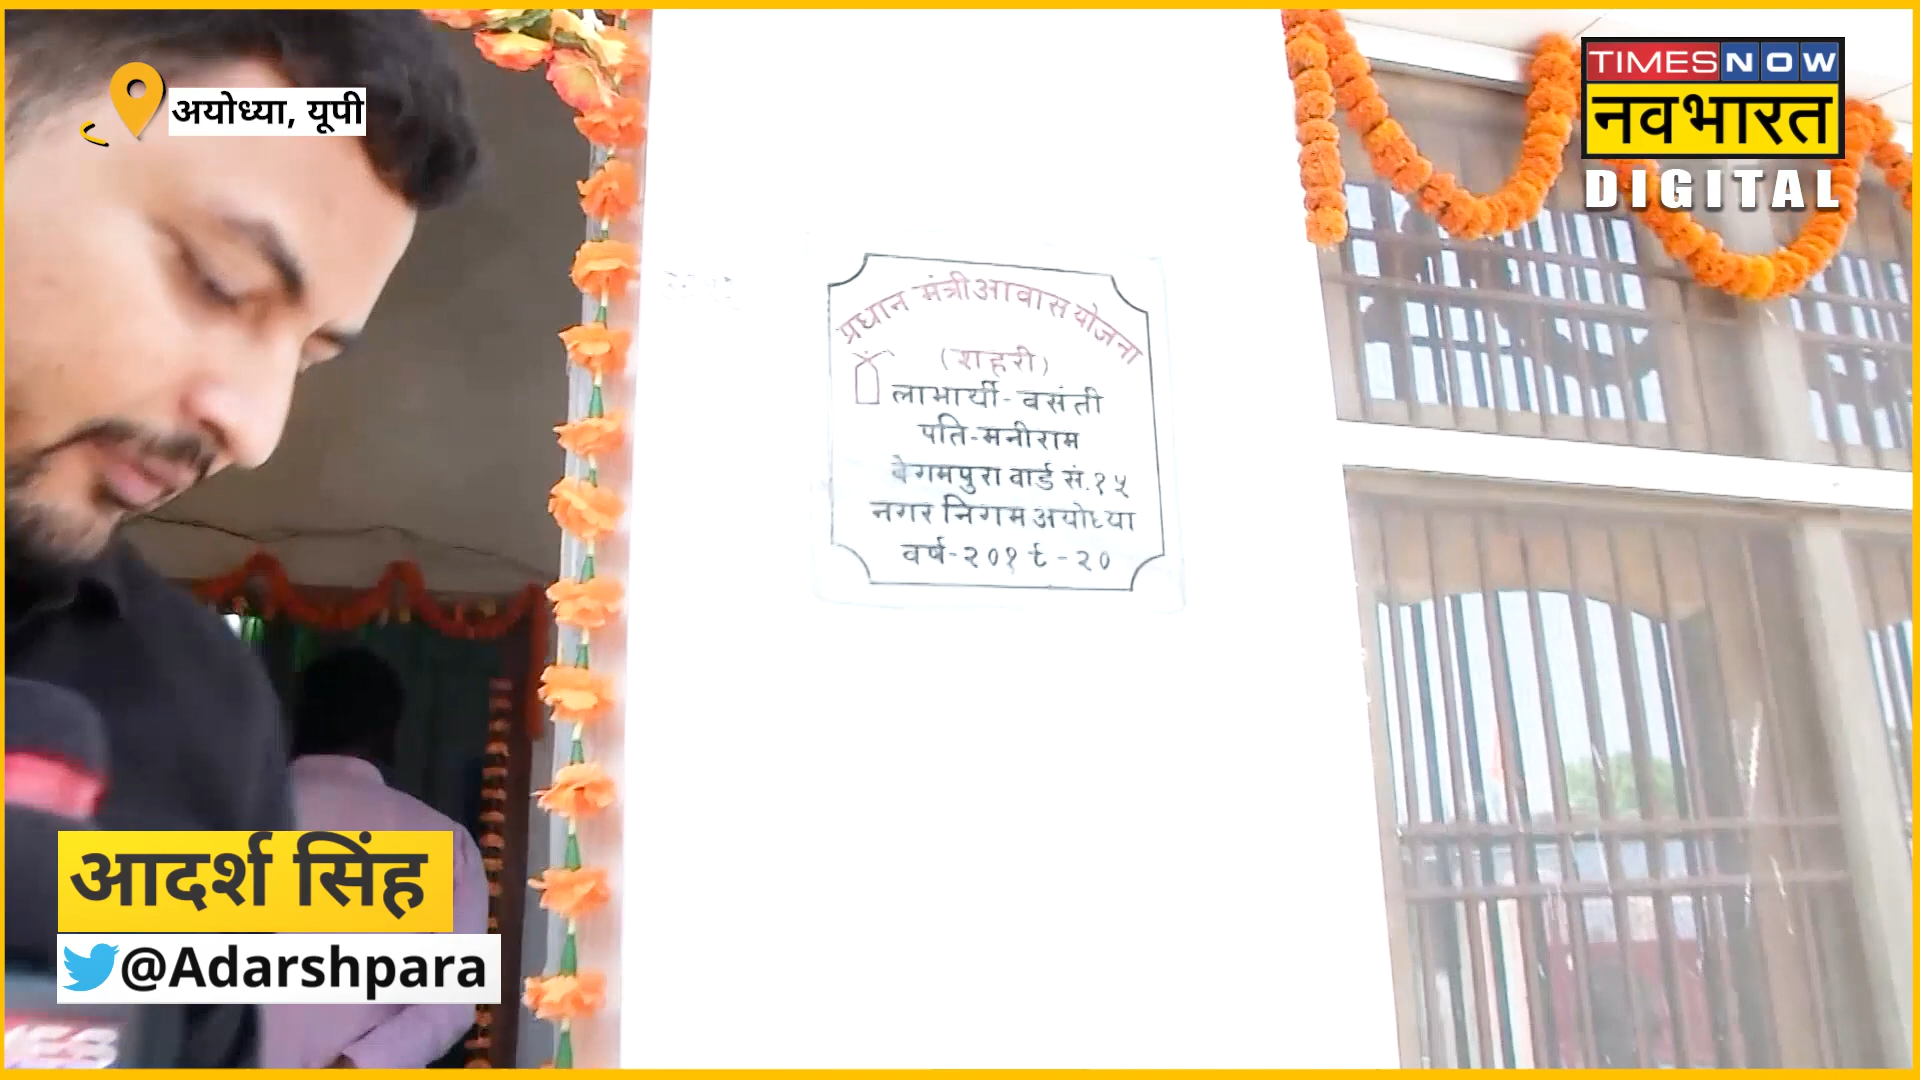 अयोध्या, यूपी
TIMES NOW
नवभारत
DIGITAL
प्रधान मंत्री आवास योजना
(शहरी)
लाभार्थी- बसंती
पति-मनीराम
बेगमपुरा वार्ड सं.१५
नगर निगम अयोध्या
वर्ष-२०१९-२०
आदर्श सिंह
@Adarshpara